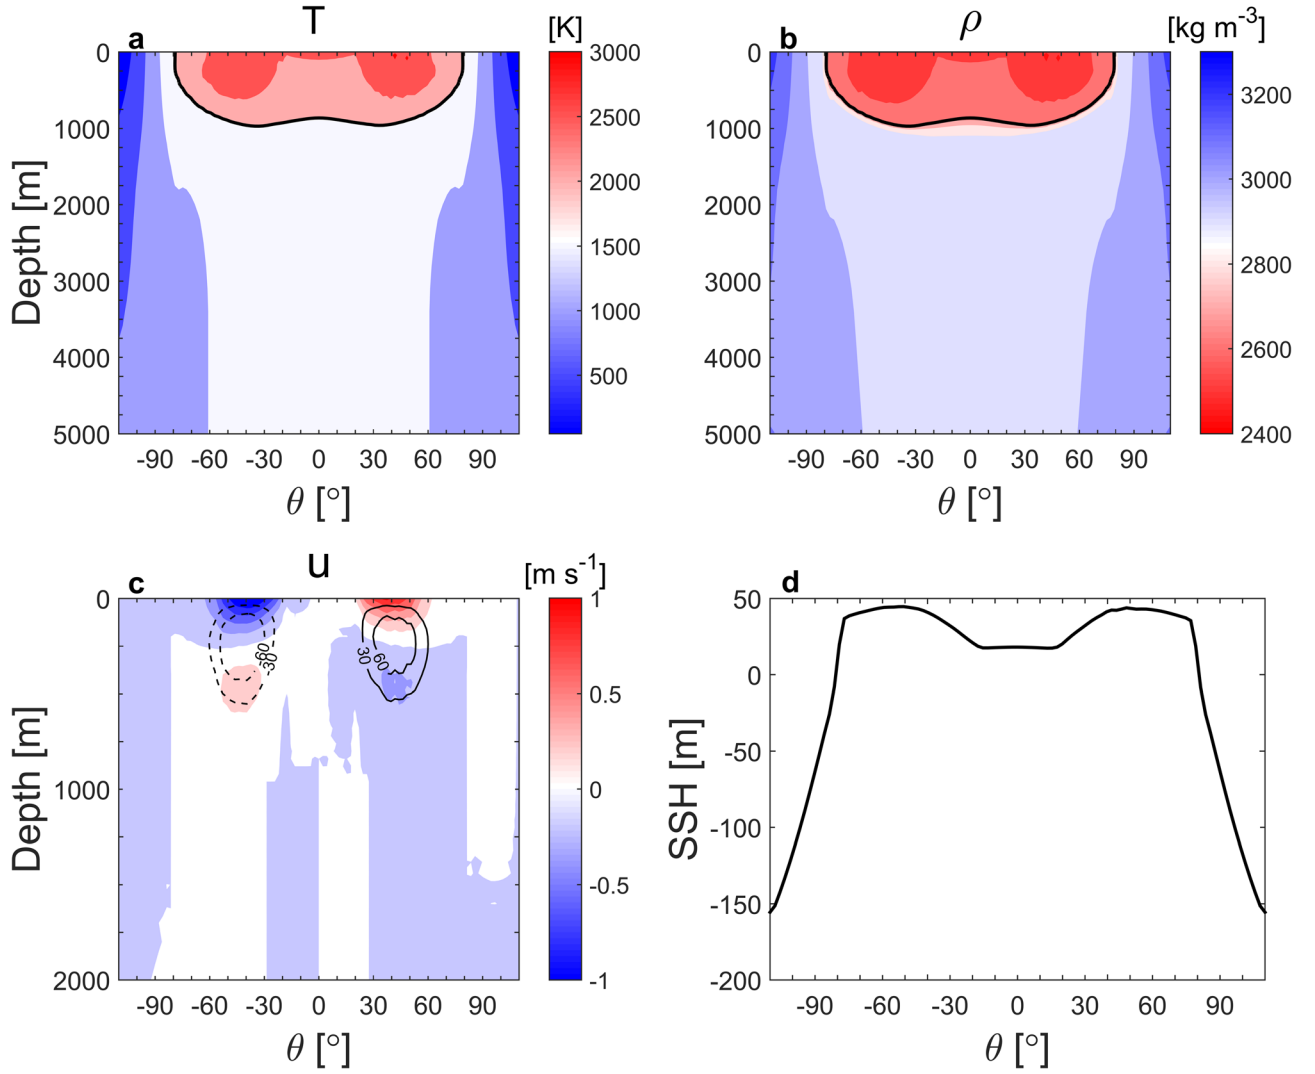 T
a
[K]
0
1000
2000
3000
4000
5000
Depth [m]
-90 -60 -30 0 30 60 90
θ [°]
3000
2500
2000
1500
1000
500
ρ
b
[kg m-3]
0
1000
2000
3000
4000
5000
Depth [m]
-90 -60 -30 0 30 60 90
θ [°]
3200
3000
2800
2600
2400
u
c
[m s-1]
0
1000
2000
Depth [m]
-60
-30
30
60
-90 -60 -30 0 30 60 90
θ [°]
1
0.5
0
-0.5
-1
d
50
0
-50
-100
-150
-200
SSH [m]
-90 -60 -30 0 30 60 90
θ [°]